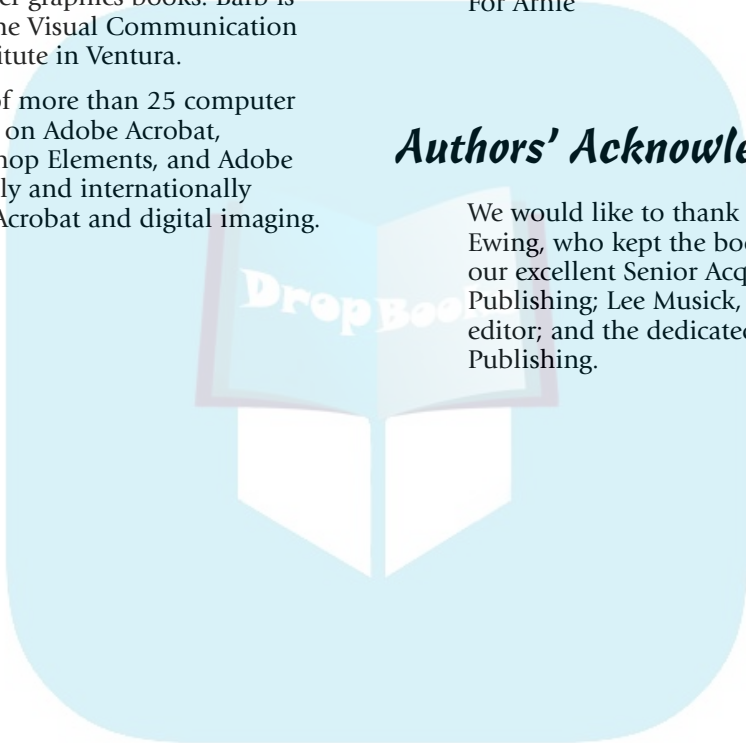 er graphics books. Barb is
he Visual Communication
itute in Ventura.
of more than 25 computer
on Adobe Acrobat,
hop Elements, and Adobe
ly and internationally
Acrobat and digital imaging.
For Arnie
Authors’ Acknowle
We would like to thank
Ewing, who kept the boo
our excellent Senior Acq
Publishing; Lee Musick,
editor; and the dedicated
Publishing.
DropBooks